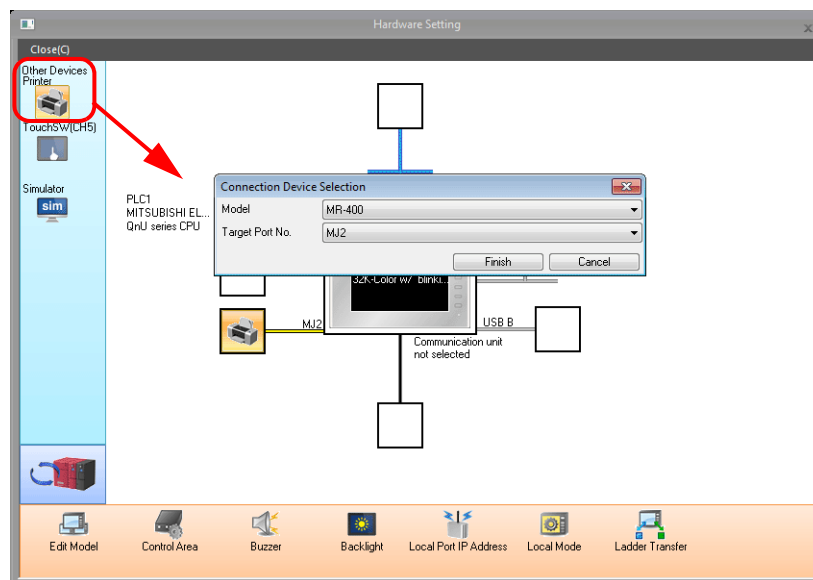 Hardware Setting
Close(C)
Other Devices
Printer
TouchSW(CH5)
Simulator
sim
PLC1
MITSUBISHI EL...
QnU series CPU
Connection Device Selection
Model
MR-400
Target Port No.
MJ2
Finish
Cancel
32K-Color w/ blinki...
MJ2
USB B
Communication unit
not selected
Edit Model
Control Area
Buzzer
Backlight
Local Port IP Address
Local Mode
Ladder Transfer